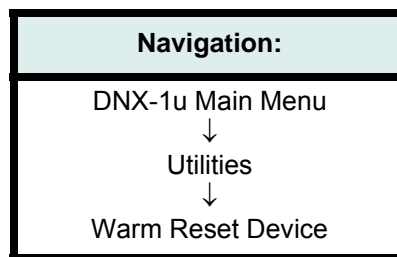 Navigation:
DNX-1u Main Menu
↓
Utilities
↓
Warm Reset Device